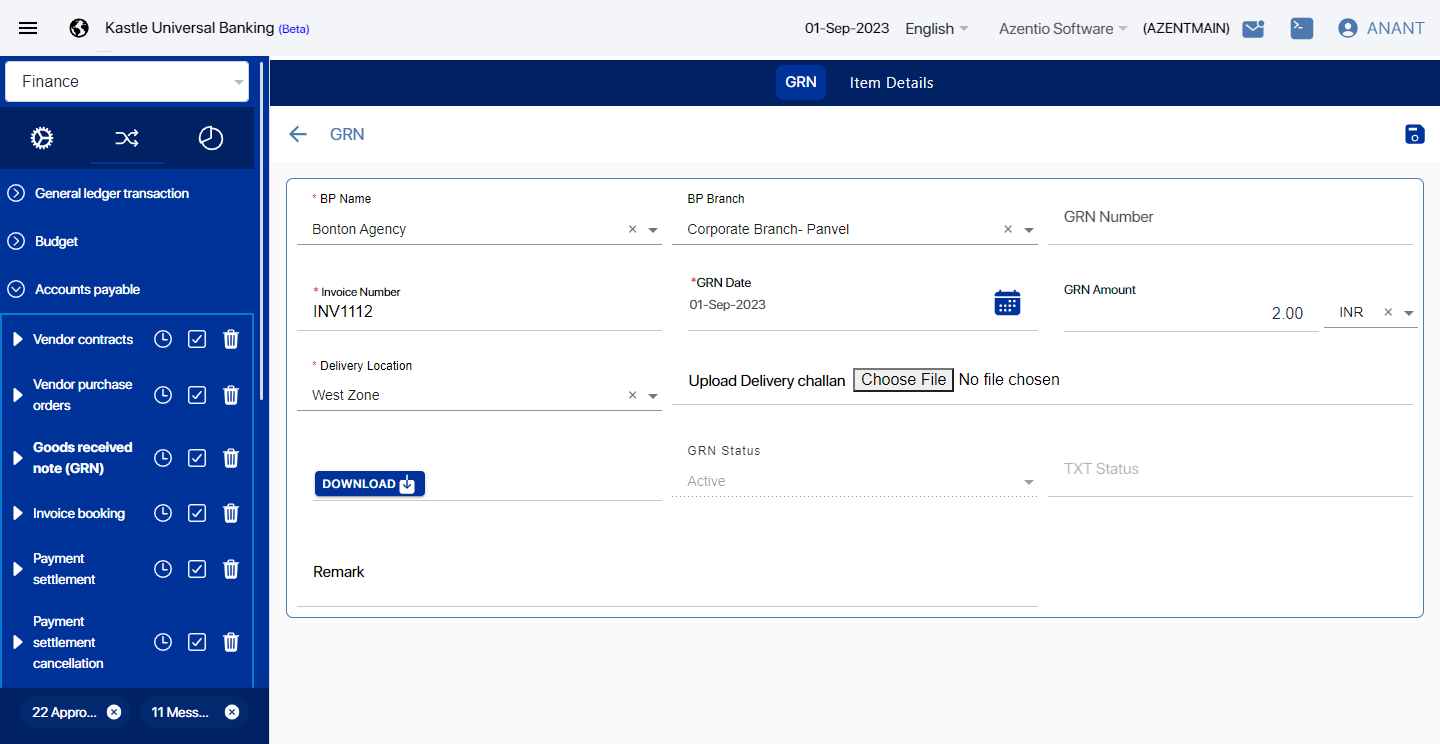 Kastle Universal Banking (Beta)
01-Sep-2023 English Azentio Software (AZENTMAIN) ANANT
Finance
General ledger transaction
Budget
Accounts payable
Vendor contracts
Vendor purchase
orders
Goods received
note (GRN)
Invoice booking
Payment
settlement
Payment
settlement
cancellation
22 Appro... 11 Mess...
GRN Item Details
GRN
* BP Name
Bonton Agency
BP Branch
Corporate Branch- Panvel
GRN Number
* Invoice Number
INV1112
*GRN Date
01-Sep-2023
GRN Amount
2.00 INR
* Delivery Location
West Zone
Upload Delivery challan Choose File No file chosen
DOWNLOAD
GRN Status
Active
TXT Status
Remark